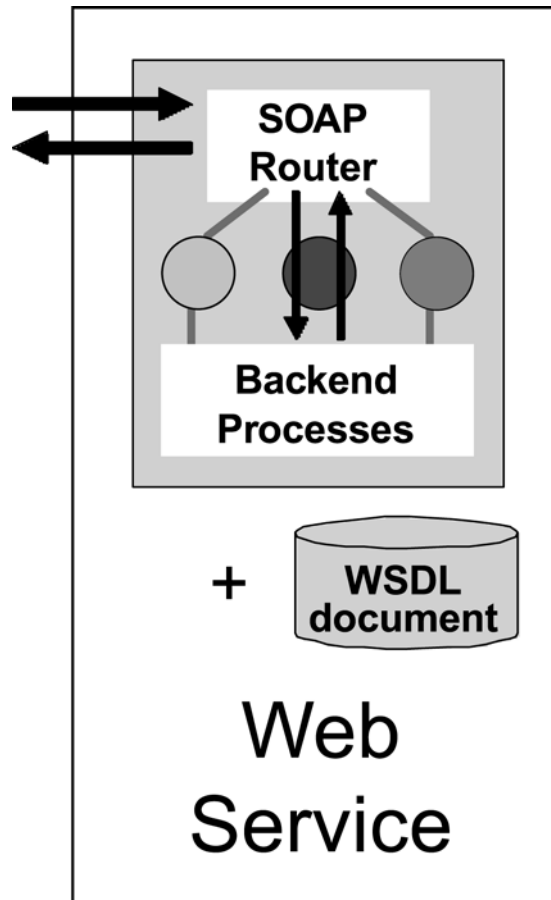 SOAP
Router
Backend
Processes
+
WSDL
document
Web
Service